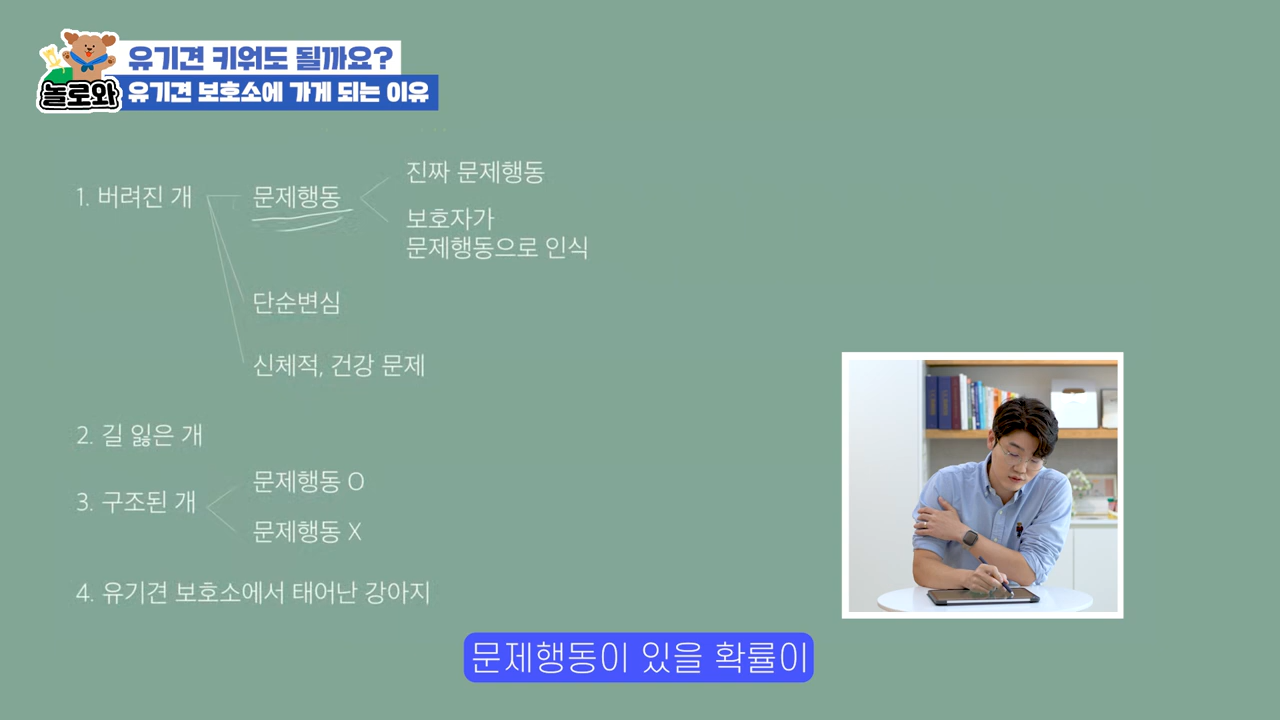 유기견 키워도 될까요?
놀로와
유기견 보호소에 가게 되는 이유
1. 버려진 개
문제행동
진짜 문제행동
보호자가
문제행동으로 인식
단순변심
신체적, 건강 문제
2. 길 잃은 개
3. 구조된 개
문제행동 O
문제행동 X
4. 유기견 보호소에서 태어난 강아지
문제행동이 있을 확률이